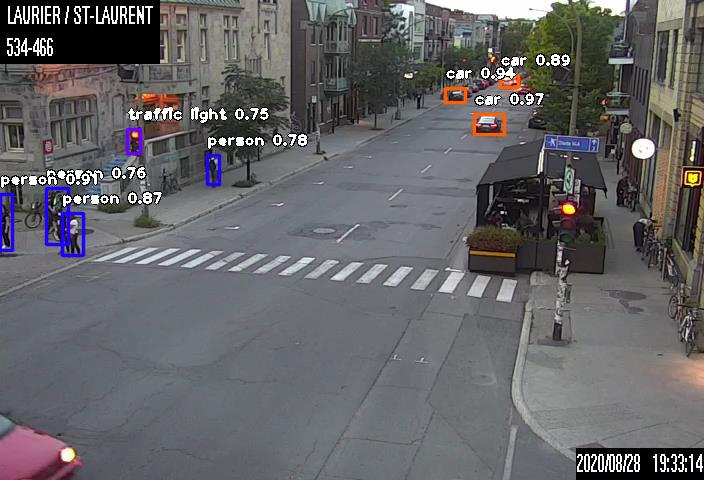 LAURIER / ST-LAURENT
534-466
car 0.89
car 0.94
car 0.97
traffic light 0.75
person 0.78
person 0.91
person 0.76
person 0.87
2020/08/28 19:33:14